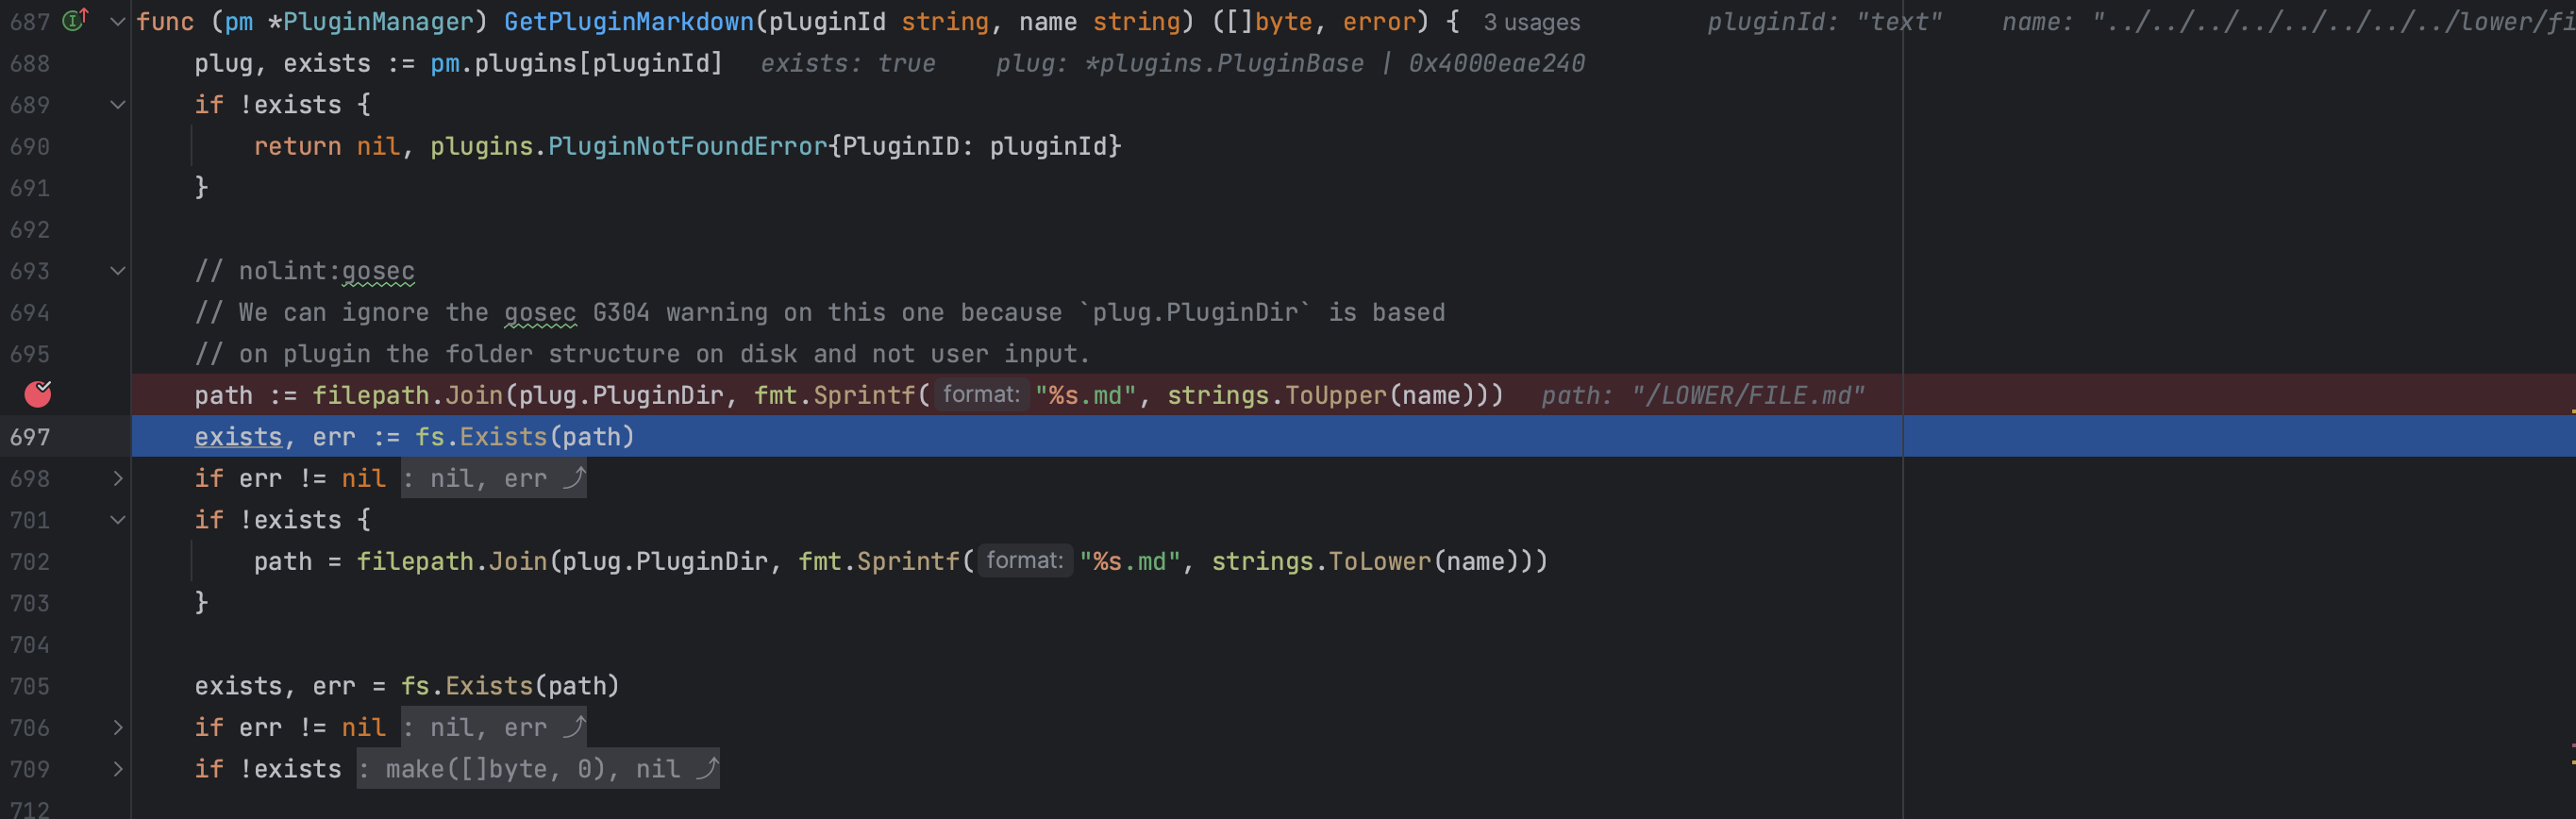 687 func (pm *PluginManager) GetPluginMarkdown(pluginId string, name string) ([]byte, error) { 3 usages pluginId: "text" name: "../../../../../../../../lower/fi
688 plug, exists := pm.plugins[pluginId] exists: true plug: *plugins.PluginBase | 0x4000eae240
689 if !exists {
690 return nil, plugins.PluginNotFoundError{PluginID: pluginId}
691 }
692
693 // nolint:gosec
694 // We can ignore the gosec G304 warning on this one because `plug.PluginDir` is based
695 // on plugin the folder structure on disk and not user input.
path := filepath.Join(plug.PluginDir, fmt.Sprintf( format: "%s.md", strings.ToUpper(name))) path: "/LOWER/FILE.md"
697 exists, err := fs.Exists(path)
698 if err != nil : nil, err
701 if !exists {
702 path = filepath.Join(plug.PluginDir, fmt.Sprintf( format: "%s.md", strings.ToLower(name)))
703 }
704
705 exists, err = fs.Exists(path)
706 if err != nil : nil, err
709 if !exists : make([]byte, 0), nil
712